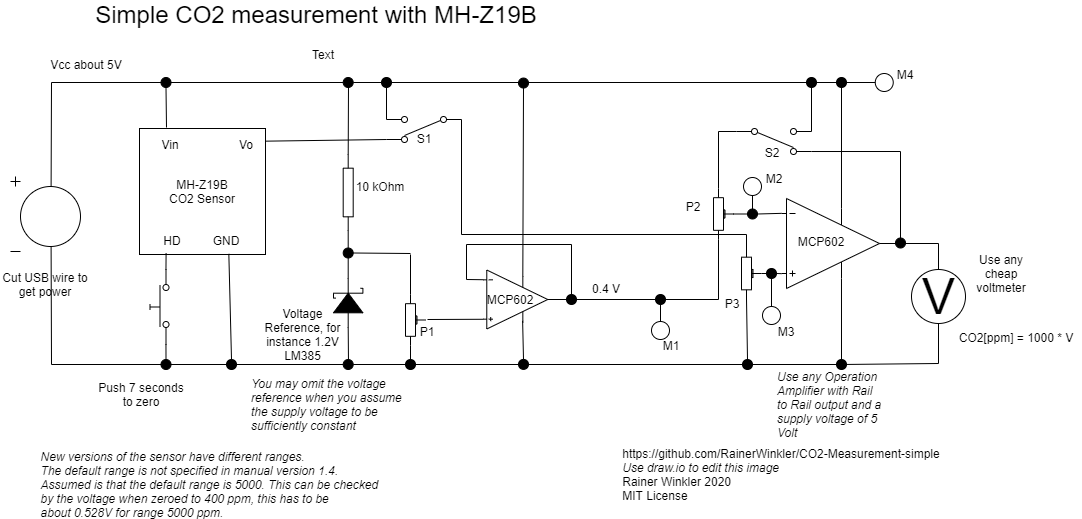 Simple CO2 measurement with MH-Z19B
Text
Vcc about 5V
M4
Vin
Vo
S1
S2
MH-Z19B
CO2 Sensor
10 kOhm
M2
P2
+
HD
GND
MCP602
−
+
−
Cut USB wire to
get power
Use any
cheap
voltmeter
−
MCP602
+
0.4 V
V
Voltage
Reference, for
instance 1.2V
LM385
P1
P3
M3
M1
CO2[ppm] = 1000 * V
Push 7 seconds
to zero
You may omit the voltage
reference when you assume
the supply voltage to be
sufficiently constant
Use any Operation
Amplifier with Rail
to Rail output and a
supply voltage of 5
Volt
New versions of the sensor have different ranges.
The default range is not specified in manual version 1.4.
Assumed is that the default range is 5000. This can be checked
by the voltage when zeroed to 400 ppm, this has to be
about 0.528V for range 5000 ppm.
https://github.com/RainerWinkler/CO2-Measurement-simple
Use draw.io to edit this image
Rainer Winkler 2020
MIT License